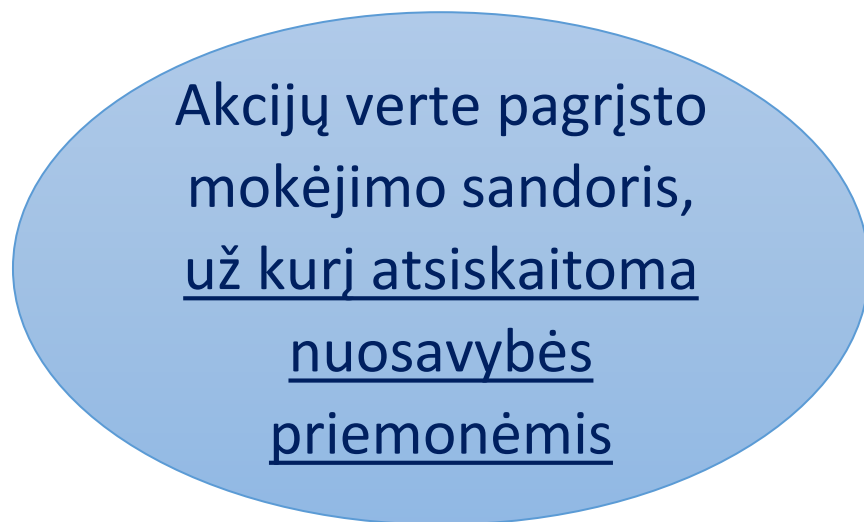 Akcijų verte pagrįsto
mokėjimo sandoris,
už kurį atsiskaitoma
nuosavybės
priemonėmis